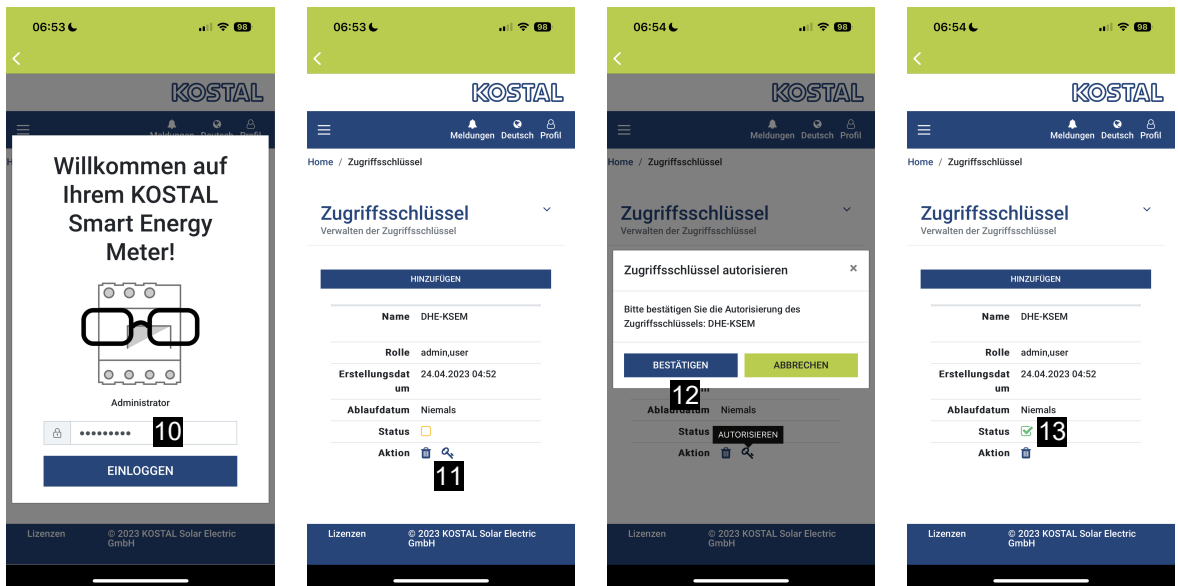 06:53
98
KOSTAL
Meldungen Deutsch Profil
Willkommen auf
Ihrem KOSTAL
Smart Energy
Meter!
Administrator
10
EINLOGGEN
Lizenzen © 2023 KOSTAL Solar Electric
GmbH
06:53
98
KOSTAL
Meldungen Deutsch Profil
Home / Zugriffsschlüssel
Zugriffsschlüssel
Verwalten der Zugriffsschlüssel
HINZUFÜGEN
Name DHE-KSEM
Rolle admin,user
Erstellungsdat 24.04.2023 04:52
um
Ablaufdatum Niemals
Status
Aktion
11
Lizenzen © 2023 KOSTAL Solar Electric
GmbH
06:54
98
KOSTAL
Meldungen Deutsch Profil
Home / Zugriffsschlüssel
Zugriffsschlüssel
Verwalten der Zugriffsschlüssel
Zugriffsschlüssel autorisieren ×
Bitte bestätigen Sie die Autorisierung des
Zugriffsschlüssels: DHE-KSEM
BESTÄTIGEN ABBRECHEN
12
um
Ablaufdatum Niemals
Status AUTORISIEREN
Aktion
Lizenzen © 2023 KOSTAL Solar Electric
GmbH
06:54
98
KOSTAL
Meldungen Deutsch Profil
Home / Zugriffsschlüssel
Zugriffsschlüssel
Verwalten der Zugriffsschlüssel
HINZUFÜGEN
Name DHE-KSEM
Rolle admin,user
Erstellungsdat 24.04.2023 04:52
um
Ablaufdatum Niemals
Status 13
Aktion
Lizenzen © 2023 KOSTAL Solar Electric
GmbH